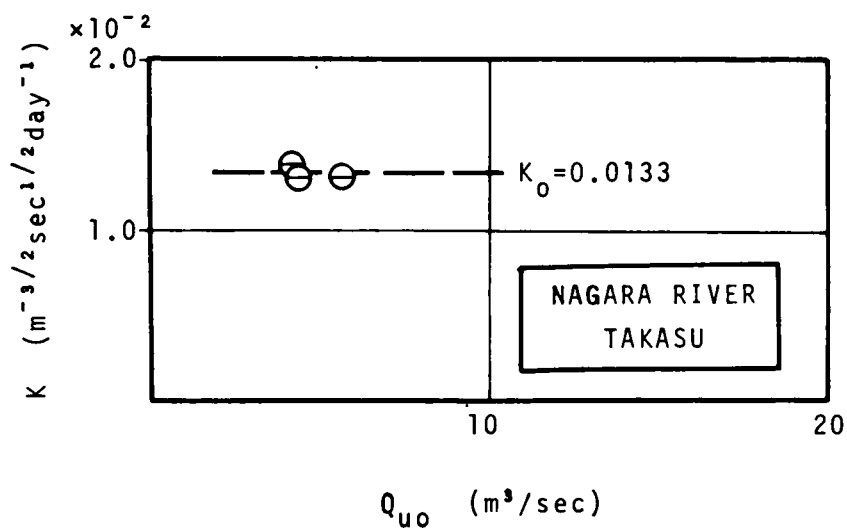 ×10⁻²
2.0
1.0
K (m⁻³/²sec¹/²day⁻¹)
K₀=0.0133
NAGARA RIVER
TAKASU
10
20
Quo (m³/sec)